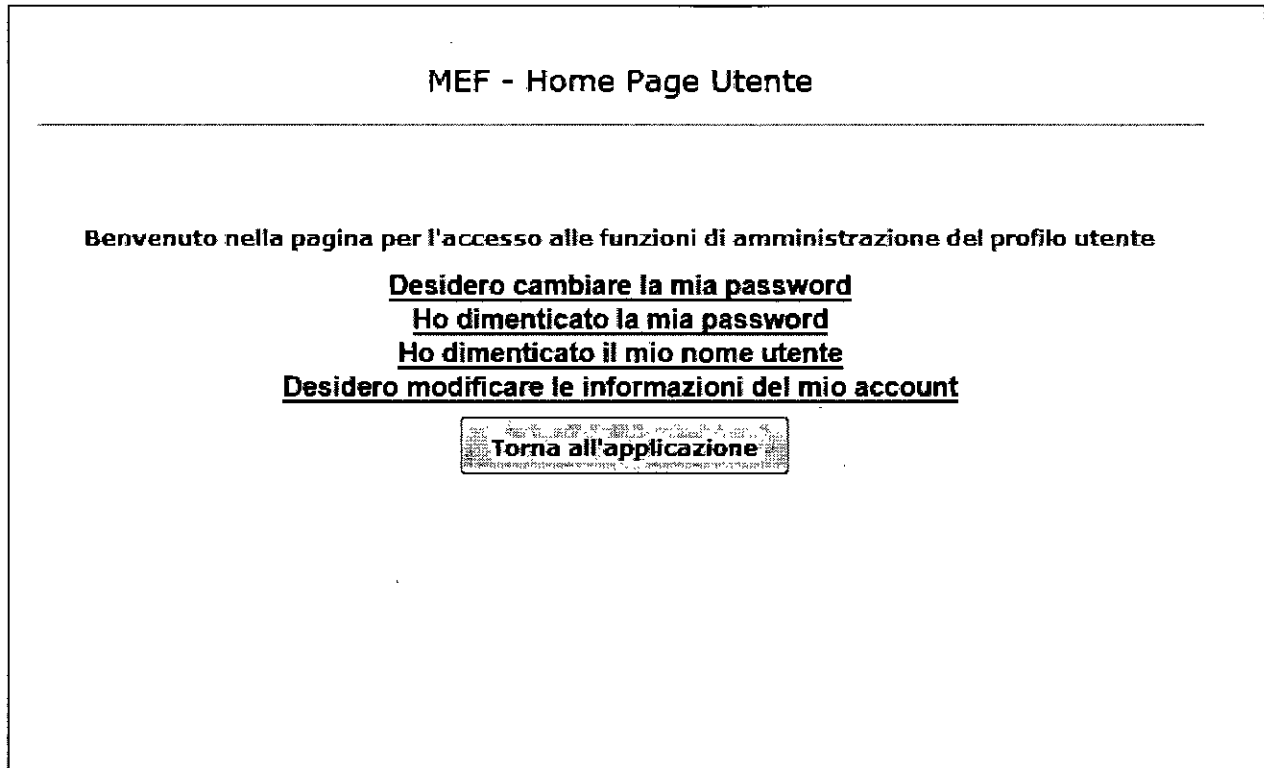 MEF - Home Page Utente
Benvenuto nella pagina per l'accesso alle funzioni di amministrazione del profilo utente
Desidero cambiare la mia password
Ho dimenticato la mia password
Ho dimenticato il mio nome utente
Desidero modificare le informazioni del mio account
Torna all'applicazione